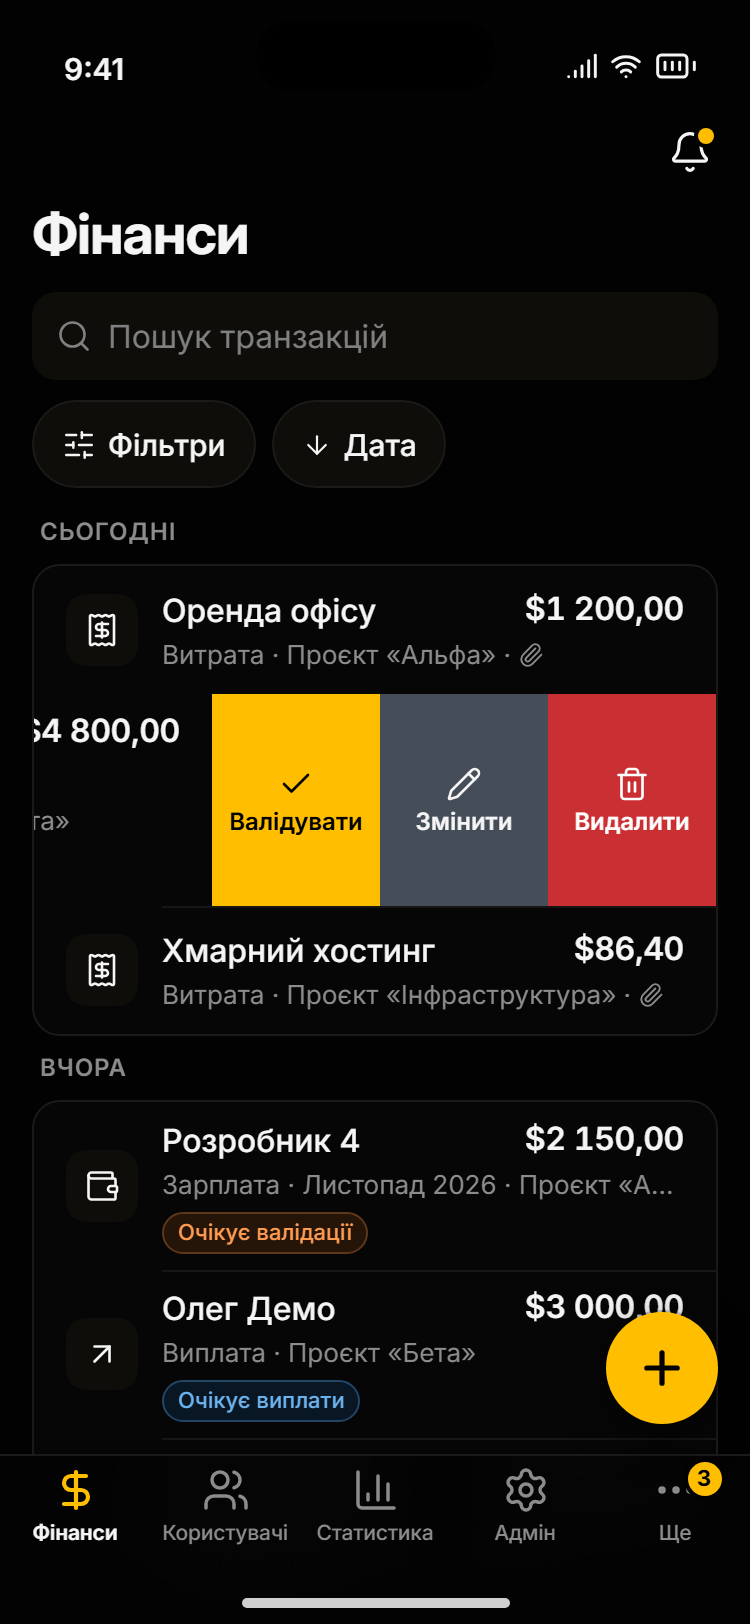 9:41
Фінанси
Пошук транзакцій
Фільтри
Дата
СЬОГОДНІ
Оренда офісу
$1 200,00
Витрата · Проєкт «Альфа» ·
$4 800,00
та»
Валідувати
Змінити
Видалити
Хмарний хостинг
$86,40
Витрата · Проєкт «Інфраструктура» ·
ВЧОРА
Розробник 4
$2 150,00
Зарплата · Листопад 2026 · Проєкт «А...
Очікує валідації
Олег Демо
$3 000,00
Виплата · Проєкт «Бета»
Очікує виплати
3
Фінанси
Користувачі
Статистика
Адмін
Ще